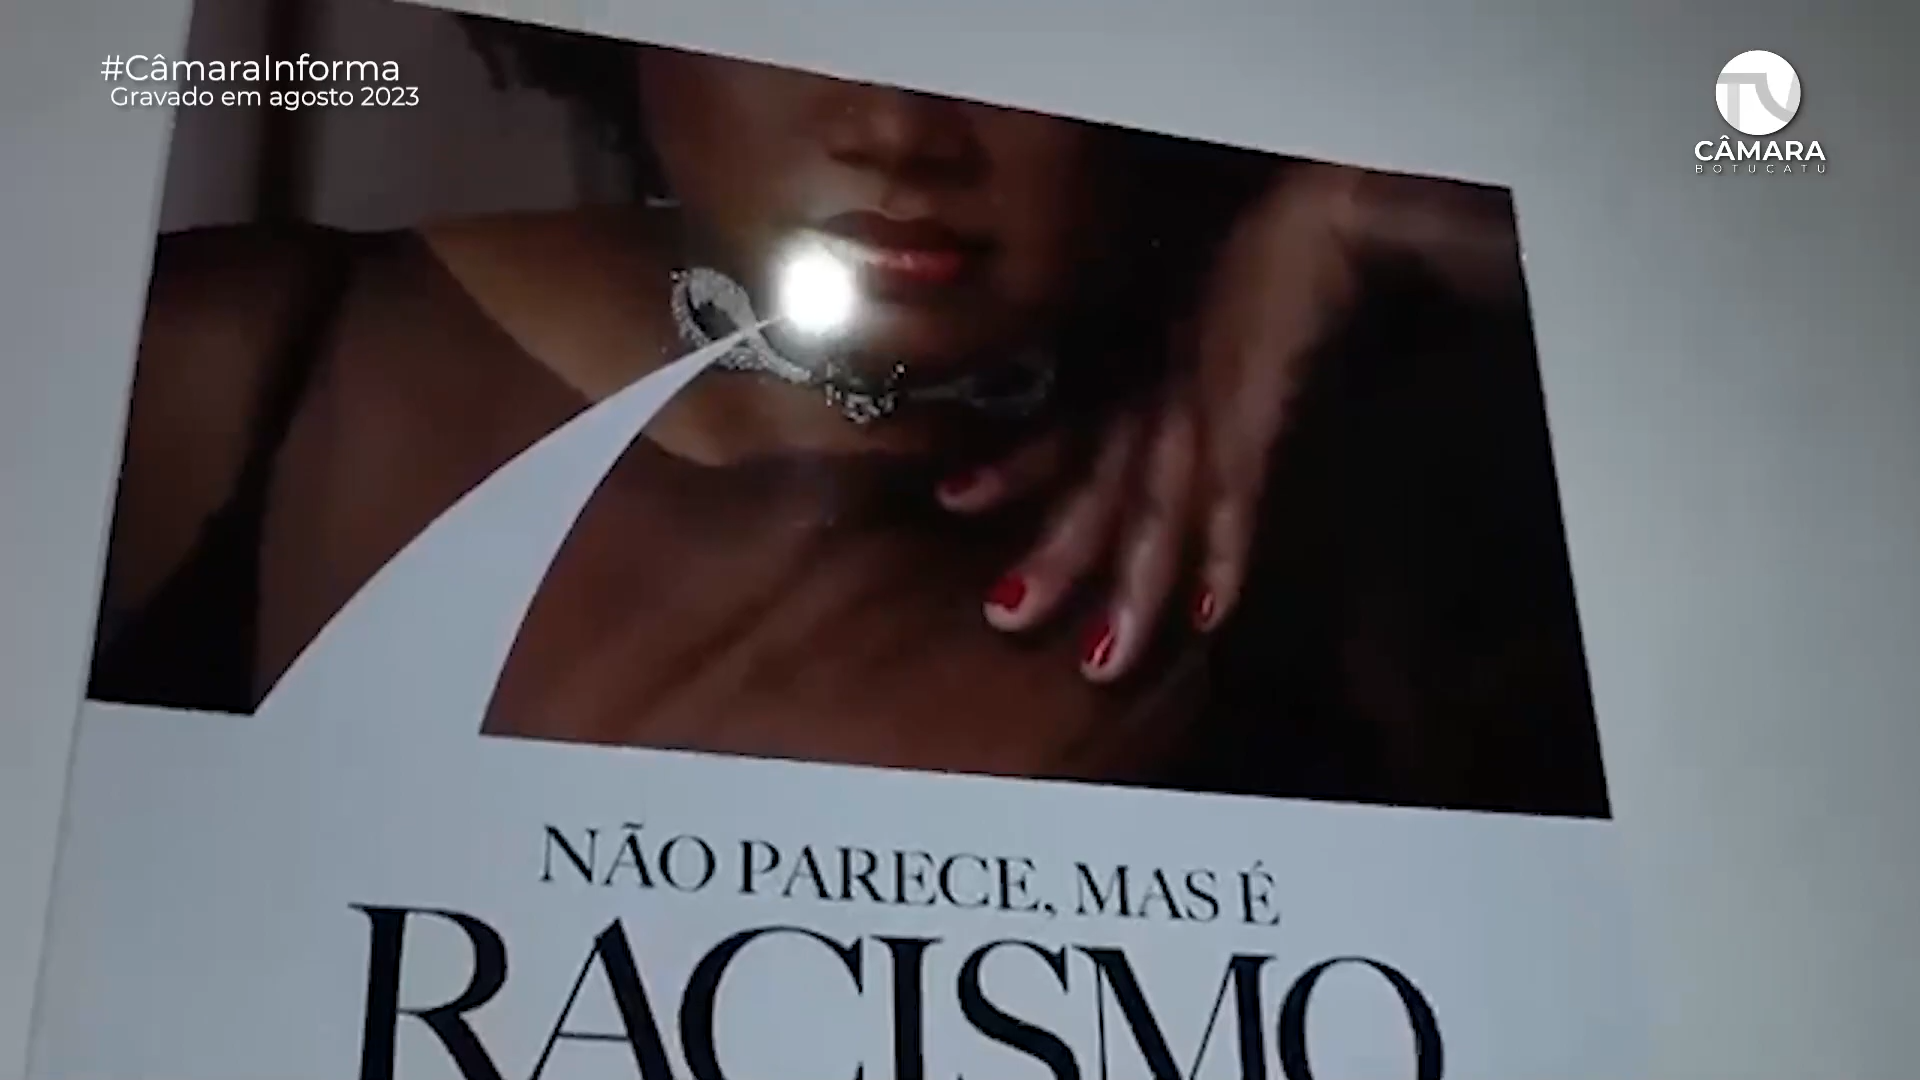 #CâmaraInforma
Gravado em agosto 2023
CÂMARA
BOTUCATU
NÃO PARECE, MAS É
RACISMO